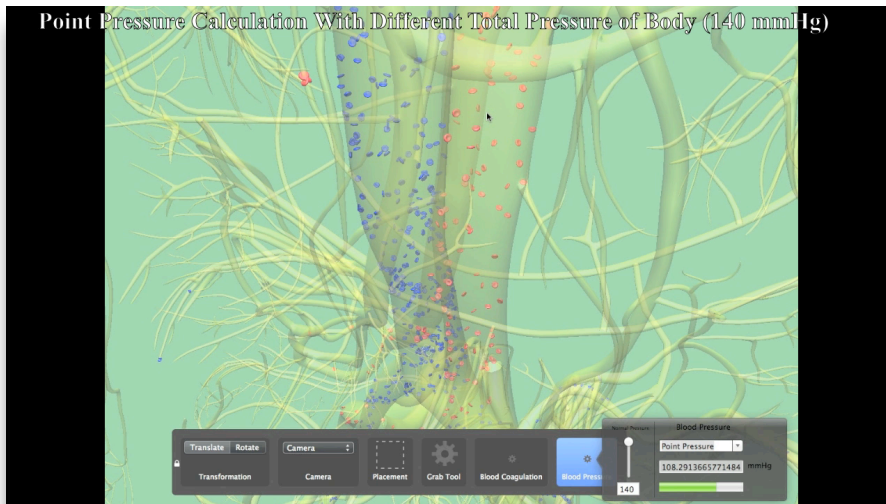 Point Pressure Calculation With Different Total Pressure of Body (140 mmHg)
Normal Pressure
Blood Pressure
Translate Rotate
Camera
Point Pressure
108.2913665771484 mmHg
Transformation
Camera
Placement
Grab Tool
Blood Coagulation
Blood Press
140